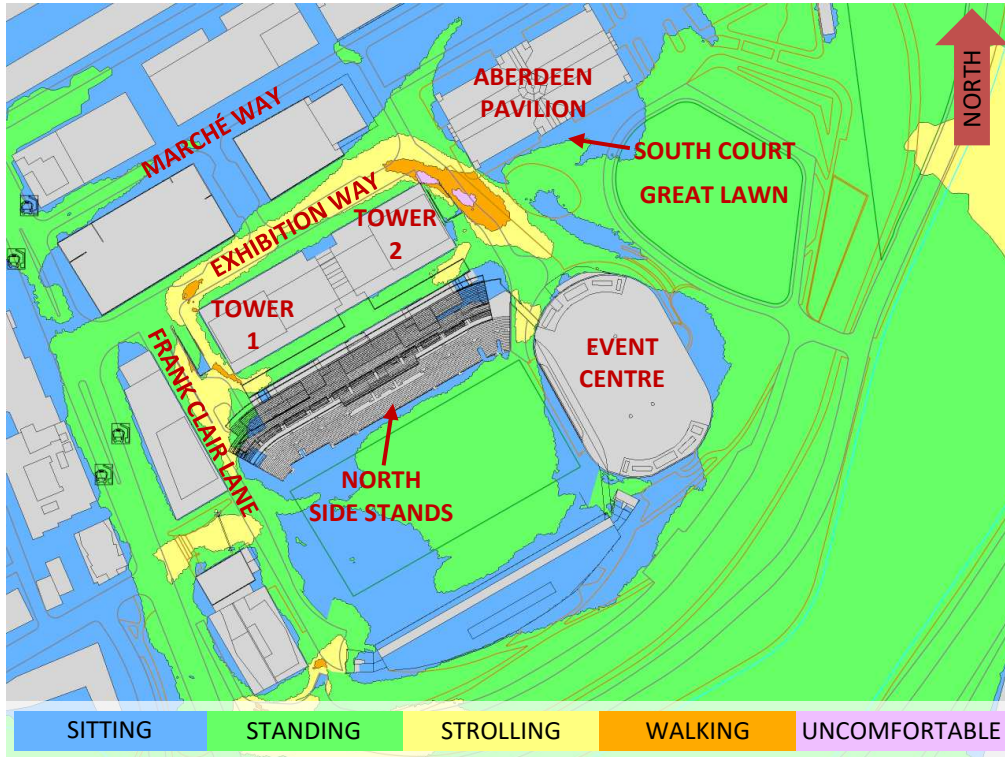 NORTH
ABERDEEN
PAVILION
MARCHÉ WAY
SOUTH COURT
GREAT LAWN
EXHIBITION WAY
TOWER
2
TOWER
1
FRANK CLAIR LANE
EVENT
CENTRE
NORTH
SIDE STANDS
SITTING
STANDING
STROLLING
WALKING
UNCOMFORTABLE